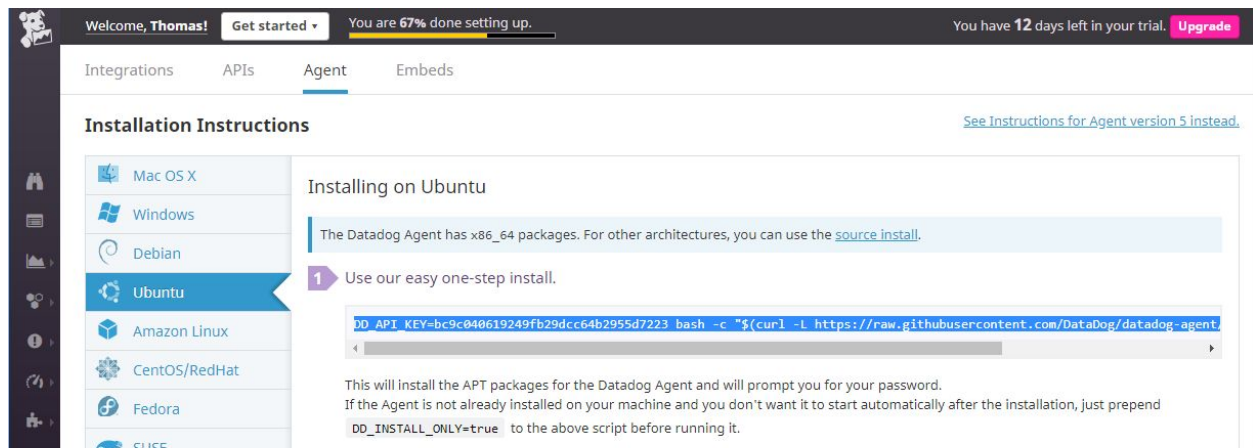 Welcome, Thomas! Get started ▾ You are 67% done setting up. You have 12 days left in your trial. Upgrade
Integrations APIs Agent Embeds
Installation Instructions See Instructions for Agent version 5 instead.
Mac OS X
Windows
Debian
Ubuntu
Amazon Linux
CentOS/RedHat
Fedora
SUSE
Installing on Ubuntu
The Datadog Agent has x86_64 packages. For other architectures, you can use the source install.
1 Use our easy one-step install.
DD_API_KEY=bc9c040619249fb29dcc64b2955d7223 bash -c "$(curl -L https://raw.githubusercontent.com/DataDog/datadog-agent/
This will install the APT packages for the Datadog Agent and will prompt you for your password.
If the Agent is not already installed on your machine and you don't want it to start automatically after the installation, just prepend
DD_INSTALL_ONLY=true to the above script before running it.